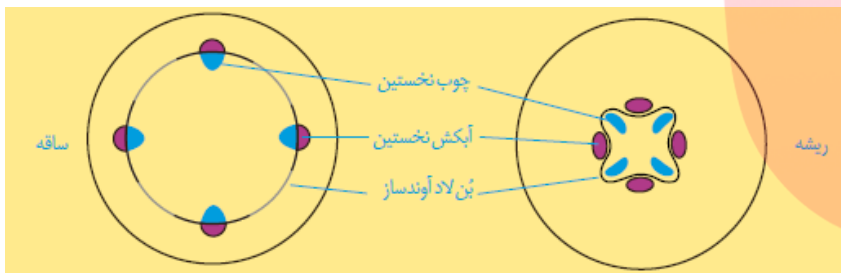 چوب نخستین
آبکش نخستین
بُن لاد آوندساز
ریشه
ساقه